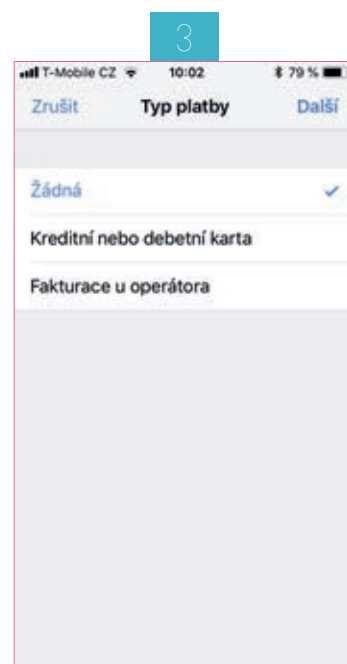 3
T-Mobile CZ 10:02 79 %
Zrušit Typ platby Další
Žádná
Kreditní nebo debetní karta
Fakturace u operátora